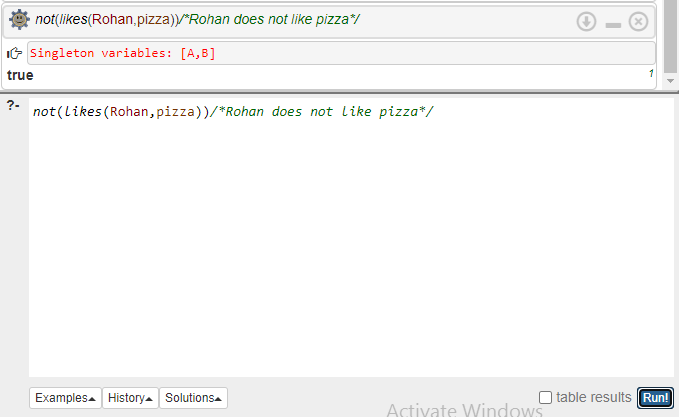 not(likes(Rohan,pizza))/*Rohan does not like pizza*/
Singleton variables: [A,B]
true 1
?- not(likes(Rohan,pizza))/*Rohan does not like pizza*/
Examples History Solutions table results Run!
Activate Windows